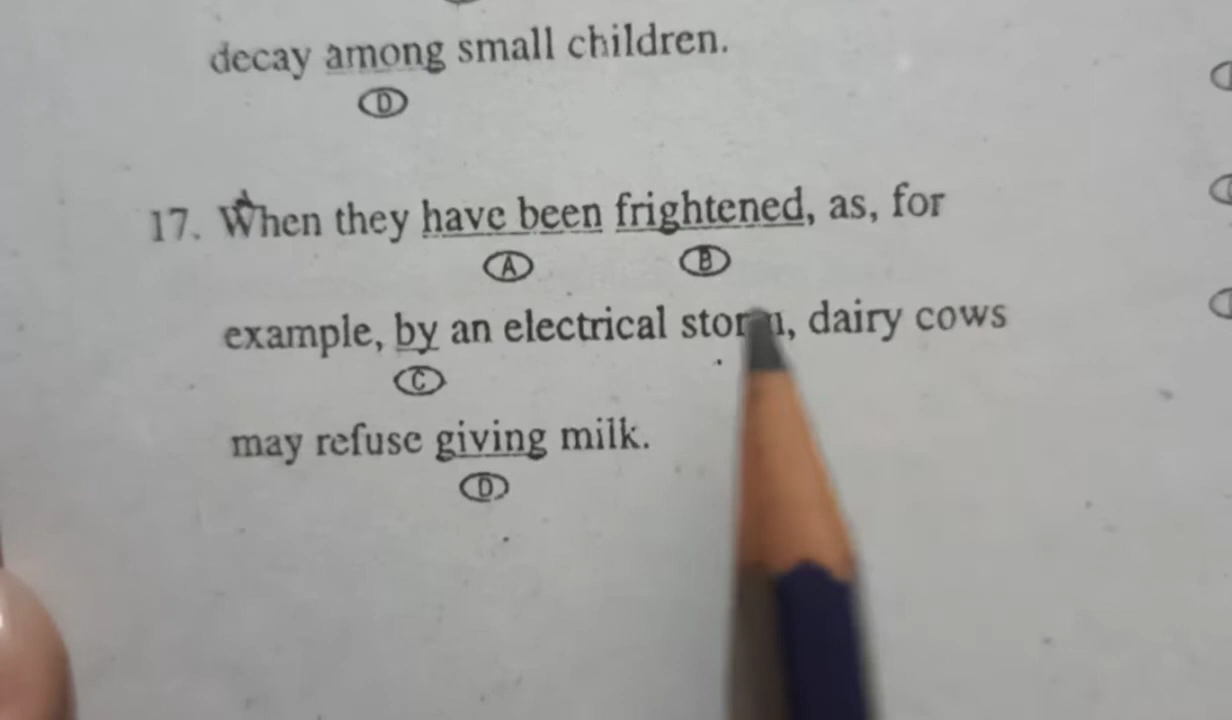 decay among small children.
D
17. When they have been frightened, as, for
A B
example, by an electrical storm, dairy cows
C
may refuse giving milk.
D